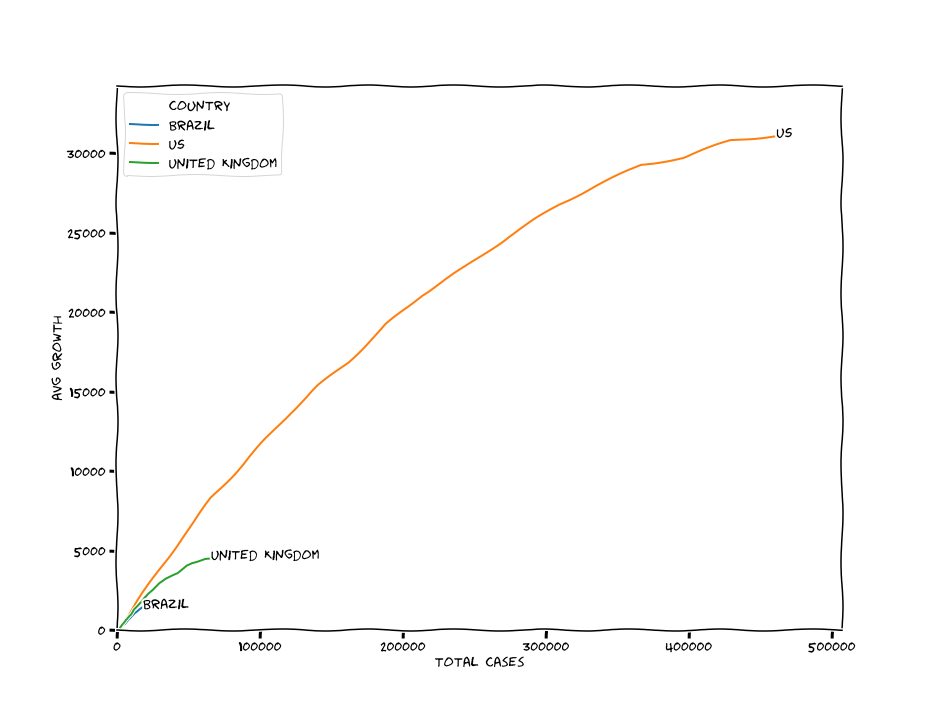 COUNTRY
BRAZIL
US
UNITED KINGDOM
US
30000
25000
20000
AVG GROWTH
15000
10000
5000
UNITED KINGDOM
BRAZIL
0
0 100000 200000 300000 400000 500000
TOTAL CASES